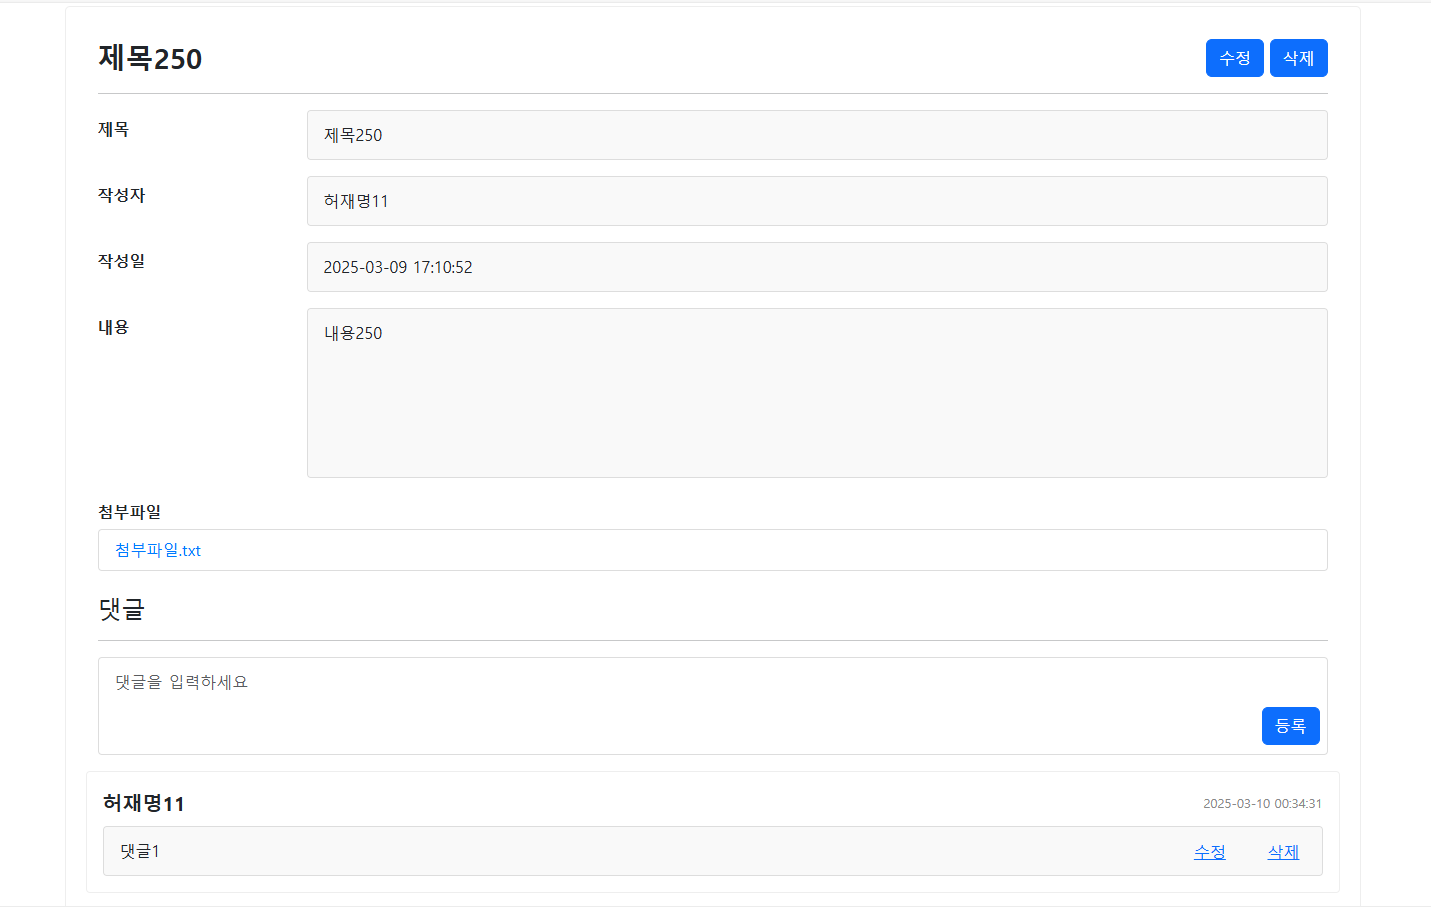 제목250
수정 삭제
제목 제목250
작성자 허재명11
작성일 2025-03-09 17:10:52
내용 내용250
첨부파일
첨부파일.txt
댓글
댓글을 입력하세요
등록
허재명11 2025-03-10 00:34:31
댓글1 수정 삭제